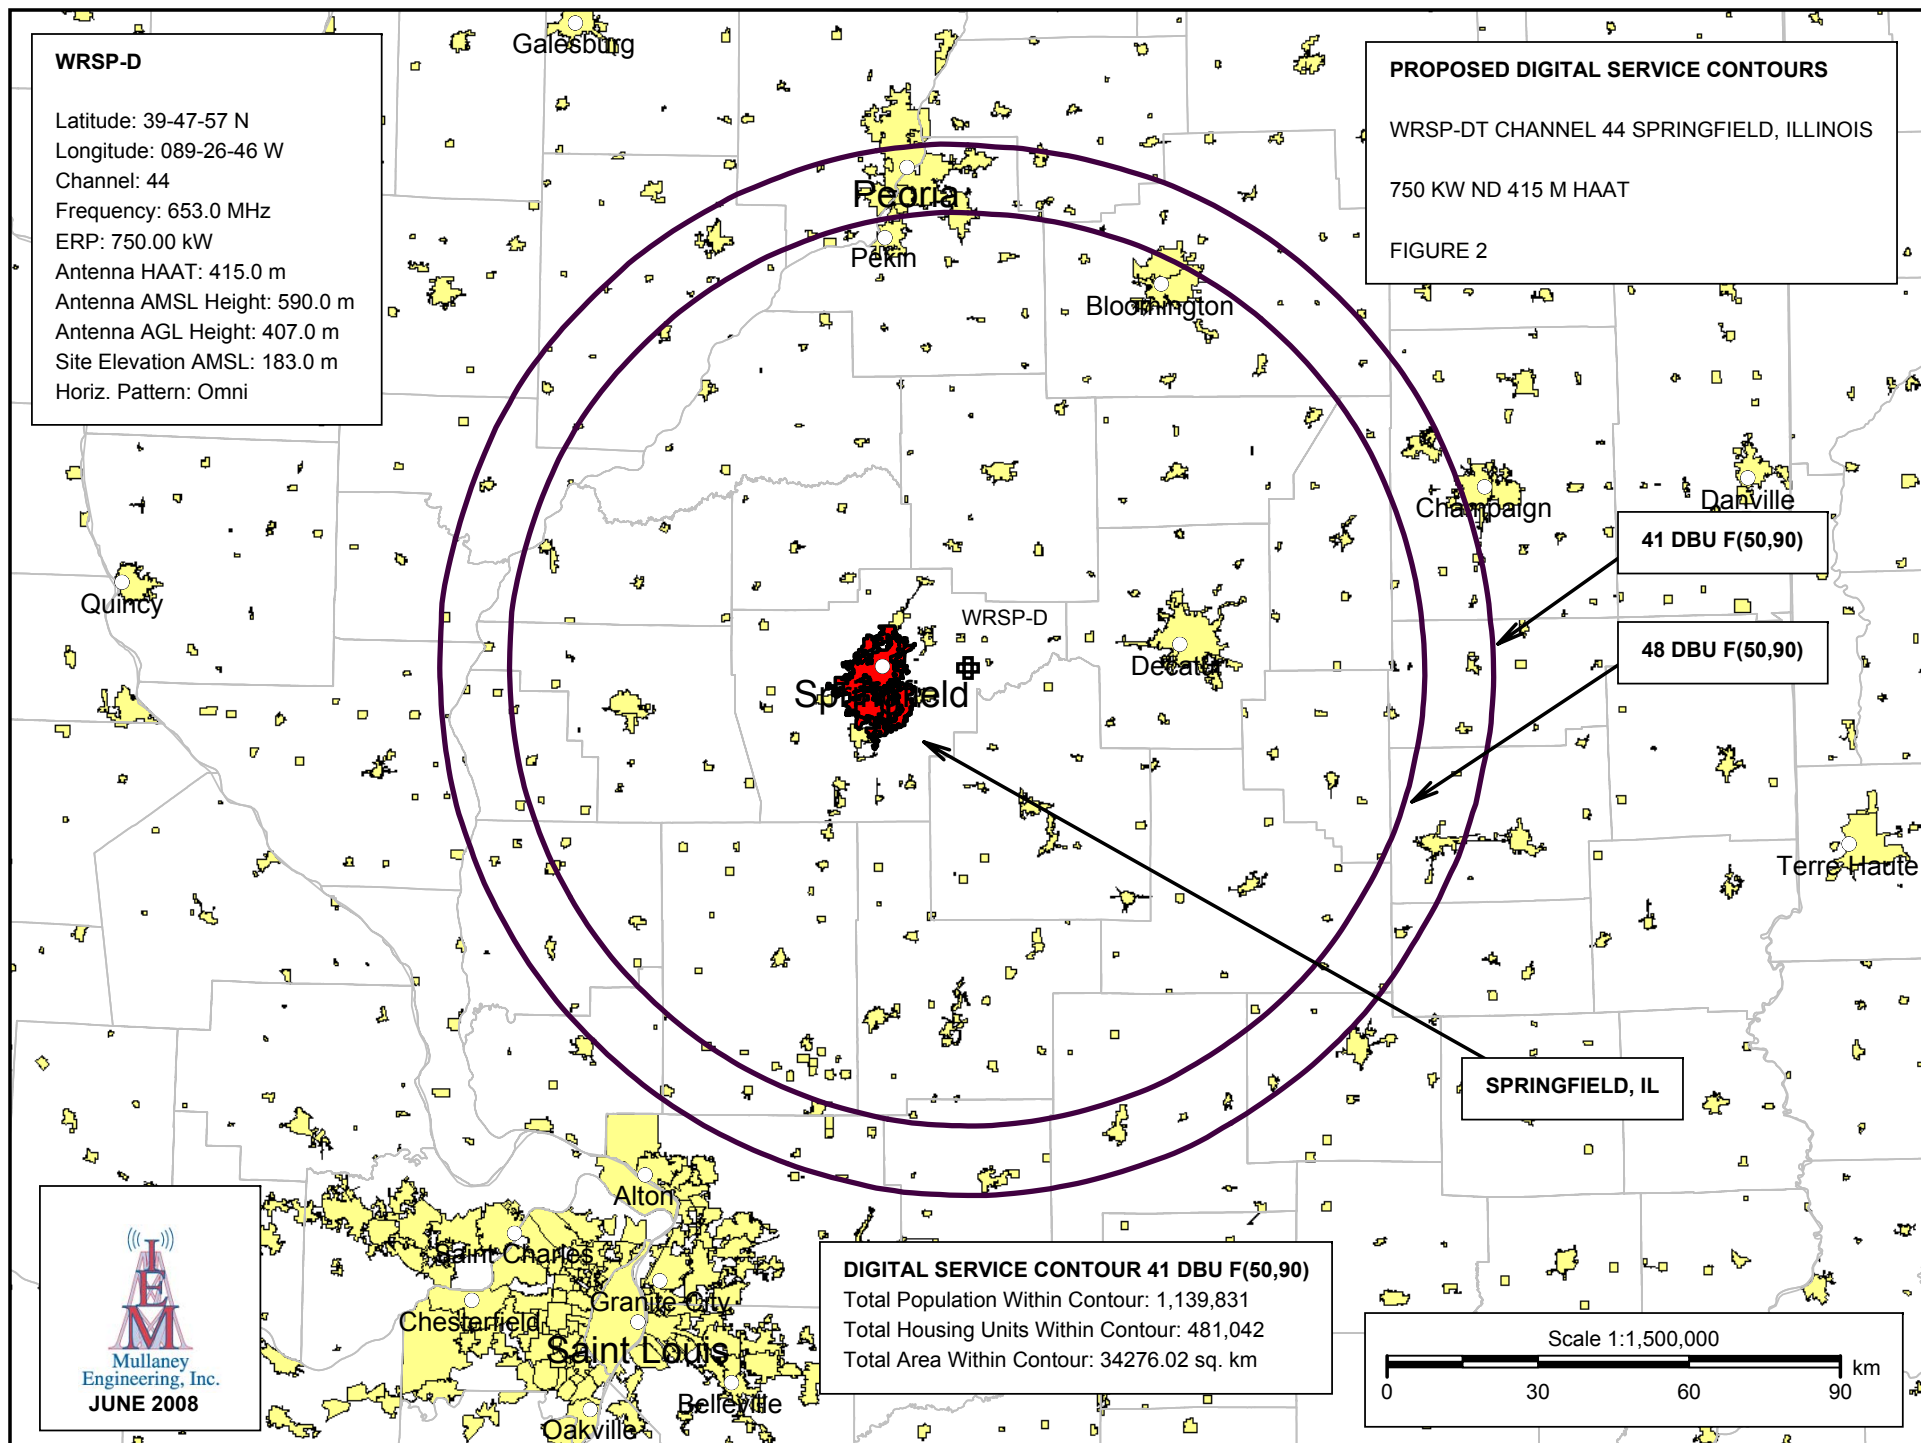 WRSP-D
Latitude: 39-47-57 N
Longitude: 089-26-46 W
Channel: 44
Frequency: 653.0 MHz
ERP: 750.00 kW
Antenna HAAT: 415.0 m
Antenna AMSL Height: 590.0 m
Antenna AGL Height: 407.0 m
Site Elevation AMSL: 183.0 m
Horiz. Pattern: Omni
PROPOSED DIGITAL SERVICE CONTOURS
WRSP-DT CHANNEL 44 SPRINGFIELD, ILLINOIS
750 KW ND 415 M HAAT
FIGURE 2
Galesburg
Peoria
Pekin
Bloomington
Champaign
Danville
41 DBU F(50,90)
Quincy
WRSP-D
48 DBU F(50,90)
Decatur
Springfield
Terre Haute
SPRINGFIELD, IL
Alton
Saint Charles
Granite City
Chesterfield
Saint Louis
Belleville
Oakville
IEM
Mullaney
Engineering, Inc.
JUNE 2008
DIGITAL SERVICE CONTOUR 41 DBU F(50,90)
Total Population Within Contour: 1,139,831
Total Housing Units Within Contour: 481,042
Total Area Within Contour: 34276.02 sq. km
Scale 1:1,500,000
km
0 30 60 90